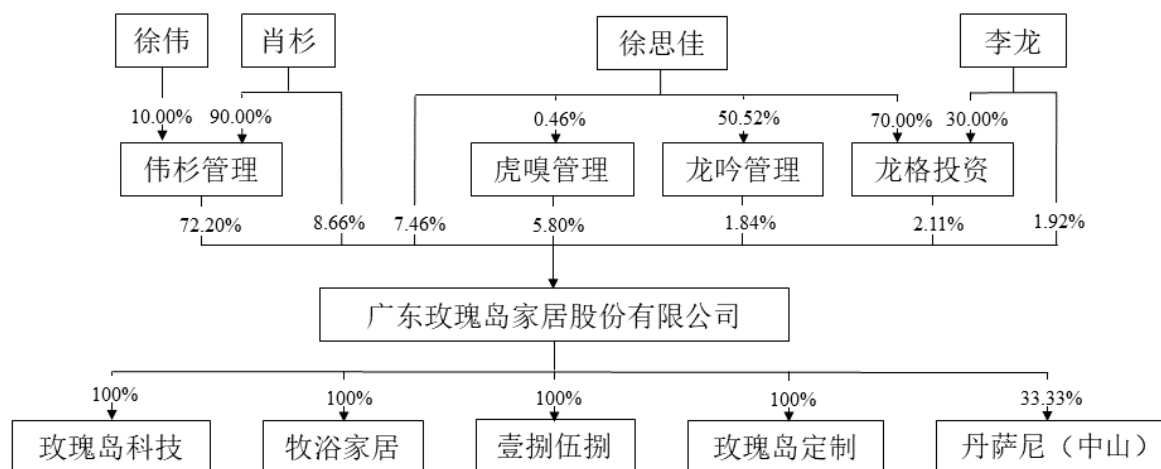 徐伟
肖杉
徐思佳
李龙
10.00%
90.00%
0.46%
50.52%
70.00%
30.00%
伟杉管理
虎嗅管理
龙吟管理
龙格投资
72.20%
8.66%
7.46%
5.80%
1.84%
2.11%
1.92%
广东玫瑰岛家居股份有限公司
100%
100%
100%
100%
33.33%
玫瑰岛科技
牧浴家居
壹捌伍捌
玫瑰岛定制
丹萨尼（中山）